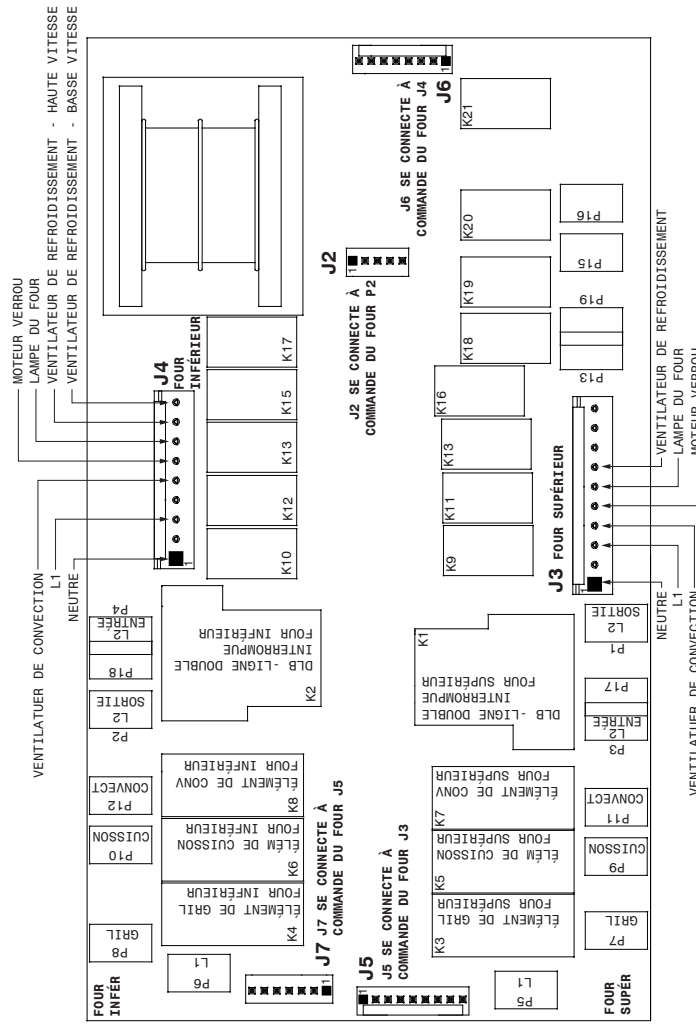 MOTEUR VERROU
LAMPE DU FOUR
VENTILATEUR DE REFROIDISSEMENT - HAUTE VITESSE
VENTILATEUR DE REFROIDISSEMENT - BASSE VITESSE
VENTILATUER DE CONVECTION
L1
NEUTRE
J4
FOUR
INFÉRIEUR
1
J6
1
J6 SE CONNECTE À
COMMANDE DU FOUR J4
J2
1
J2 SE CONNECTE À
COMMANDE DU FOUR P2
K21
K20
K19
K18
K16
K13
K11
K9
K17
K15
K13
K12
K10
P16
P15
P19
P13
J3 FOUR SUPÉRIEUR
1
VENTILATEUR DE REFROIDISSEMENT
LAMPE DU FOUR
MOTEUR VERROU
NEUTRE
L1
VENTILATUER DE CONVECTION
P4
L2
ENTRÉE
P18
L2
SORTIE
P2
DLB -LIGNE DOUBLE
INTERROMPUE
FOUR INFÉRIEUR
K2
K1
DLB -LIGNE DOUBLE
INTERROMPUE
FOUR SUPÉRIEUR
L2
SORTIE
P1
P17
L2
ENTRÉE
P3
CONVECT
P12
CUISSON
P10
GRIL
P8
L1
P6
ÉLÉMENT DE CONV
FOUR INFÉRIEUR
K8
ÉLÉM DE CUISSON
FOUR INFÉRIEUR
K6
ÉLÉMENT DE GRIL
FOUR INFÉRIEUR
K4
FOUR
INFÉR
J7
1
J7 SE CONNECTE À
COMMANDE DU FOUR J5
J5
1
J5 SE CONNECTE À
COMMANDE DU FOUR J3
K7
ÉLÉMENT DE CONV
FOUR SUPÉRIEUR
K5
ÉLÉM DE CUISSON
FOUR SUPÉRIEUR
K3
ÉLÉMENT DE GRIL
FOUR SUPÉRIEUR
CONVECT
P11
CUISSON
P9
GRIL
P7
L1
P5
FOUR
SUPÉR